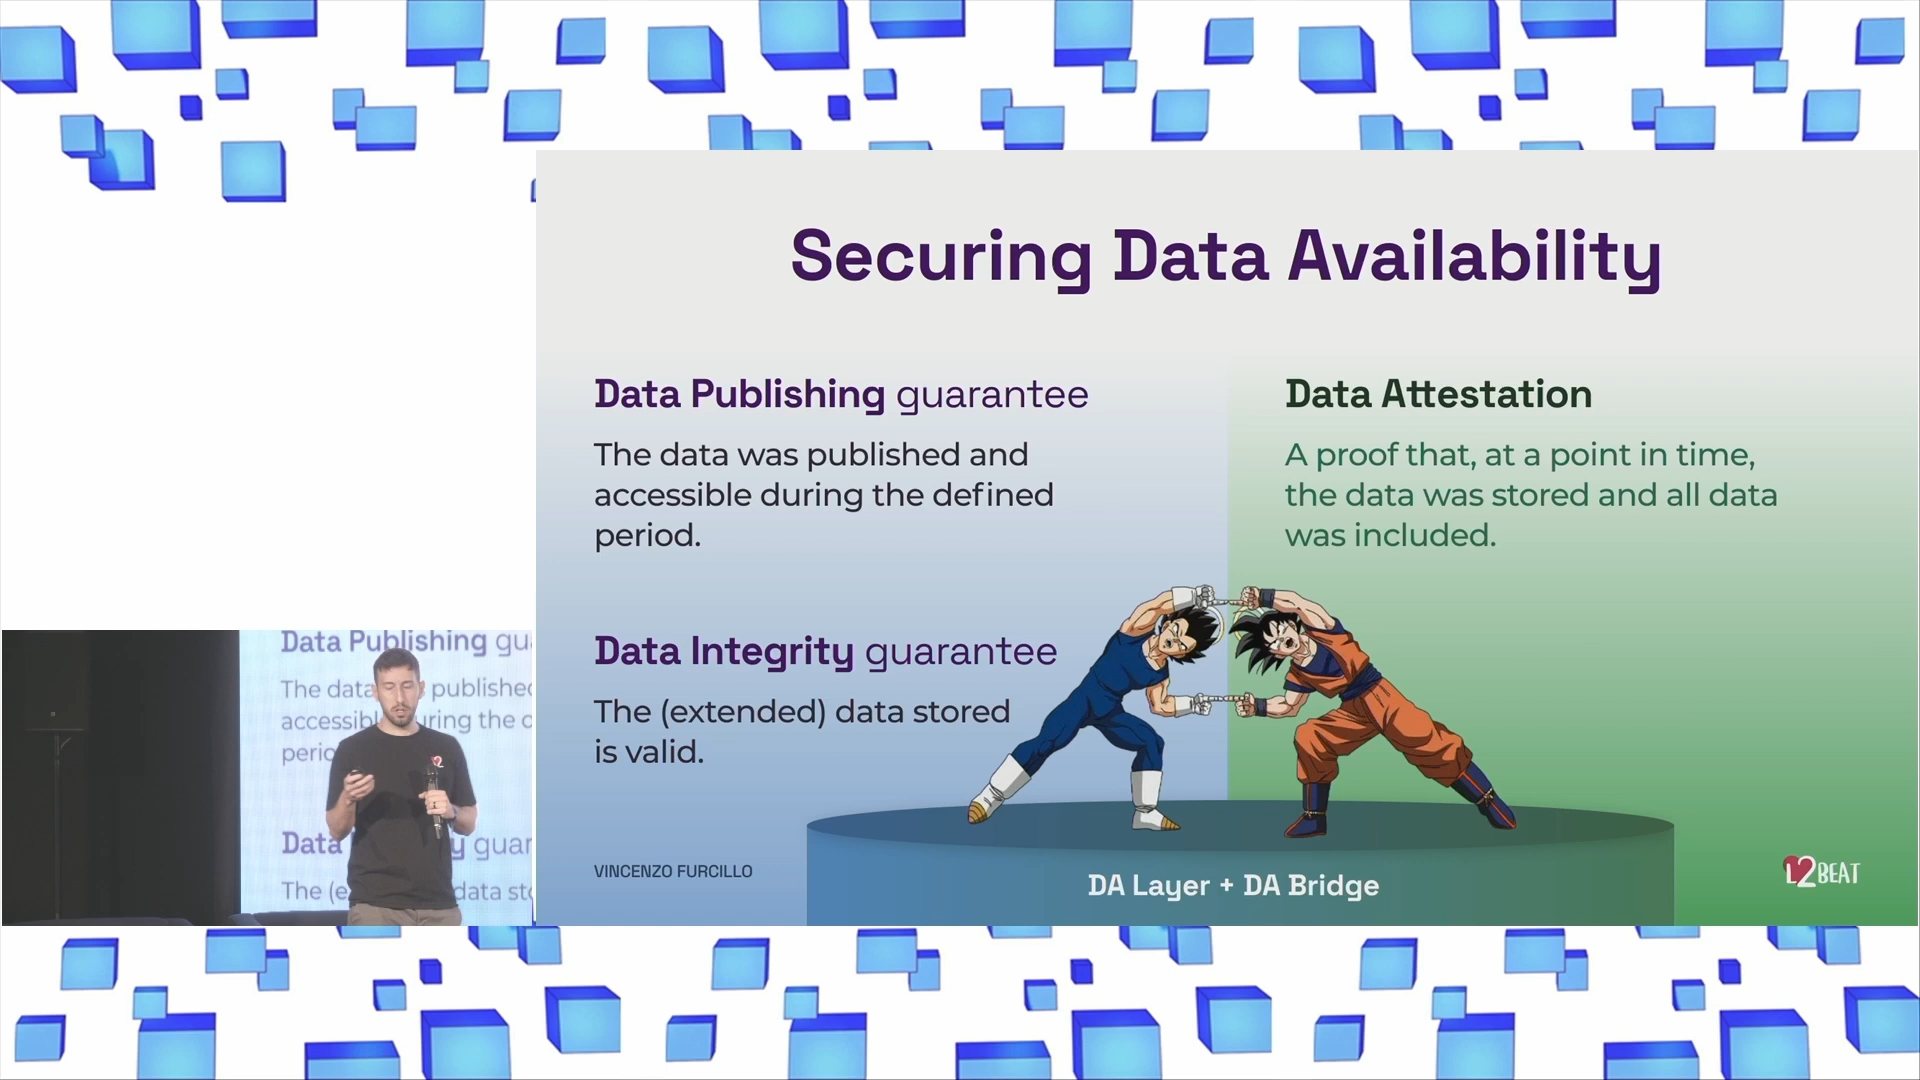 Securing Data Availability
Data Publishing guarantee
The data was published and
accessible during the defined
period.
Data Integrity guarantee
The (extended) data stored
is valid.
Data Attestation
A proof that, at a point in time,
the data was stored and all data
was included.
DA Layer + DA Bridge
VINCENZO FURCILLO
L2BEAT
Data Publishing gu
The data published
accessibl uring the d
perio
Data y guar
The (e data sto